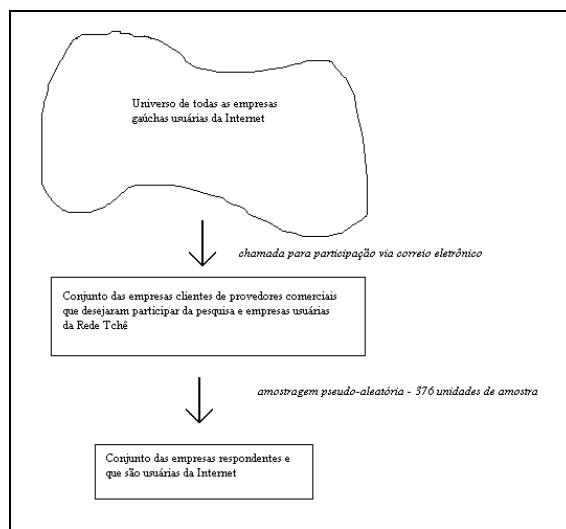 Universo de todas as empresas
gaúchas usuárias da Internet
chamada para participação via correio eletrônico
Conjunto das empresas clientes de provedores comerciais
que desejaram participar da pesquisa e empresas usuárias
da Rede Tchê
amostragem pseudo-aleatória - 376 unidades de amostra
Conjunto das empresas respondentes e
que são usuárias da Internet